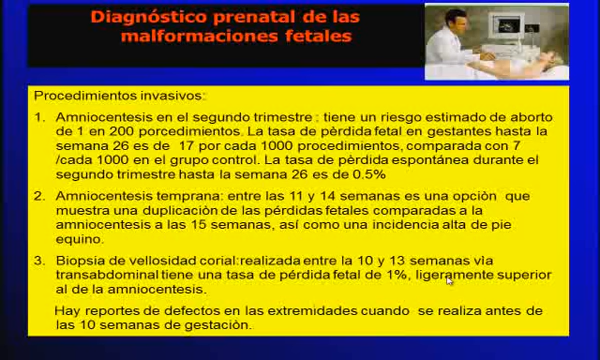 Diagnóstico prenatal de las
malformaciones fetales
Procedimientos invasivos:
1. Amniocentesis en el segundo trimestre : tiene un riesgo estimado de aborto
de 1 en 200 porcedimientos. La tasa de pèrdida fetal en gestantes hasta la
semana 26 es de 17 por cada 1000 procedimientos, comparada con 7
/cada 1000 en el grupo control. La tasa de pèrdida espontánea durante el
segundo trimestre hasta la semana 26 es de 0.5%
2. Amniocentesis temprana: entre las 11 y 14 semanas es una opciòn que
muestra una duplicación de las pérdidas fetales comparadas a la
amniocentesis a las 15 semanas, así como una incidencia alta de pie
equino.
3. Biopsia de vellosidad corial:realizada entre la 10 y 13 semanas vìa
transabdominal tiene una tasa de pérdida fetal de 1%, ligeramente superior
al de la amniocentesis.
Hay reportes de defectos en las extremidades cuando se realiza antes de
las 10 semanas de gestaciòn.